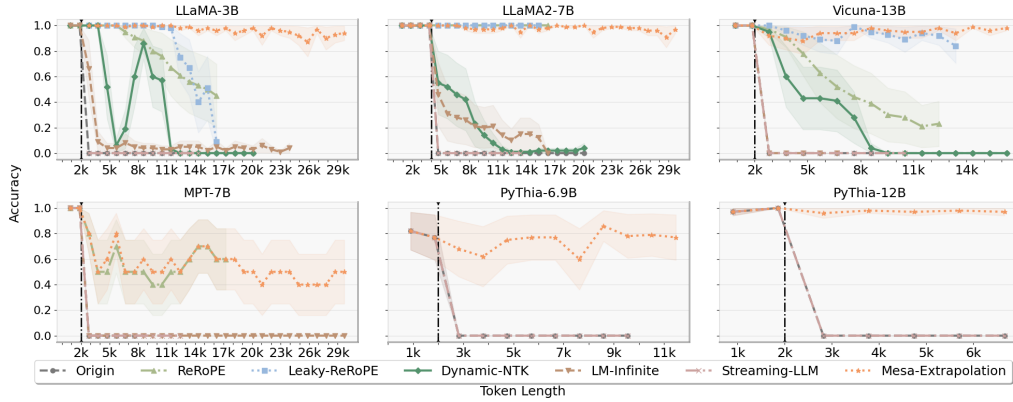 LLaMA-3B LLaMA2-7B Vicuna-13B
1.0
0.8
0.6
0.4
0.2
0.0
2k 5k 8k 11k 14k 17k 20k 23k 26k 29k
2k 5k 8k 11k 14k 17k 20k 23k 26k 29k
2k 5k 8k 11k 14k
Accuracy
MPT-7B PyThia-6.9B PyThia-12B
1.0
0.8
0.6
0.4
0.2
0.0
2k 5k 8k 11k 14k 17k 20k 23k 26k 29k
1k 3k 5k 7k 9k 11k
1k 2k 3k 4k 5k 6k
Origin ReRoPE Leaky-ReRoPE Dynamic-NTK LM-Infinite Streaming-LLM Mesa-Extrapolation
Token Length